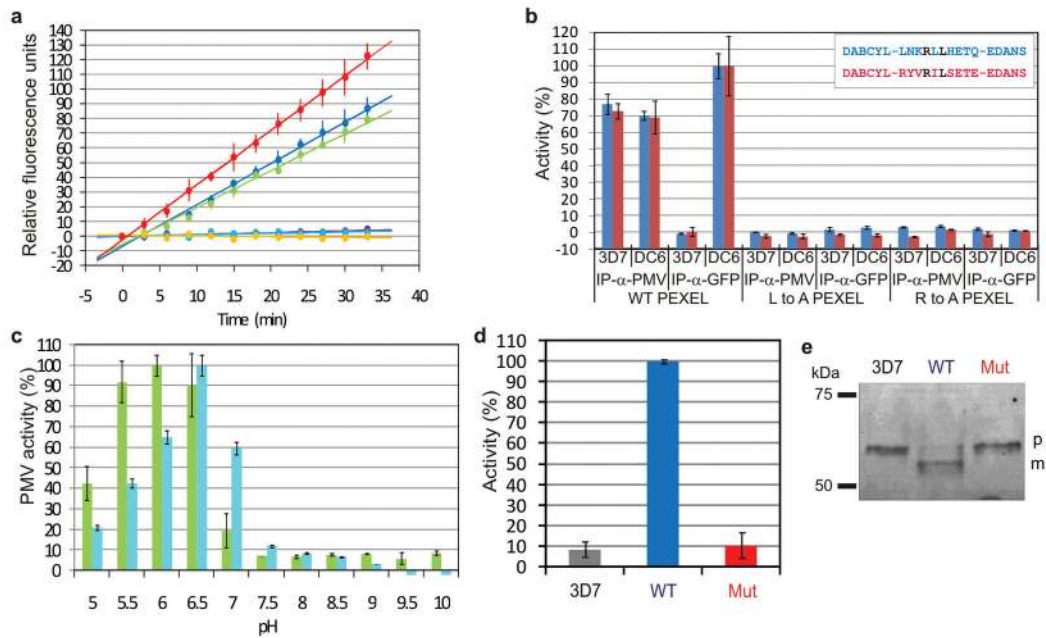 a
Relative fluorescence units
140
130
120
110
100
90
80
70
60
50
40
30
20
10
0
-10
-20
-5 0 5 10 15 20 25 30 35 40
Time (min)
b
Activity (%)
120
110
100
90
80
70
60
50
40
30
20
10
0
-10
DABCYL-LNKRLLHETQ-EDANS
DABCYL-RYVRILSETE-EDANS
3D7 DC6 3D7 DC6 3D7 DC6 3D7 DC6 3D7 DC6 3D7 DC6
IP-α-PMV IP-α-GFP IP-α-PMV IP-α-GFP IP-α-PMV IP-α-GFP
WT PEXEL L to A PEXEL R to A PEXEL
c
PMV activity (%)
110
100
90
80
70
60
50
40
30
20
10
0
5 5.5 6 6.5 7 7.5 8 8.5 9 9.5 10
pH
d
Activity (%)
110
100
90
80
70
60
50
40
30
20
10
0
3D7 WT Mut
e
kDa 3D7 WT Mut
75
p
m
50